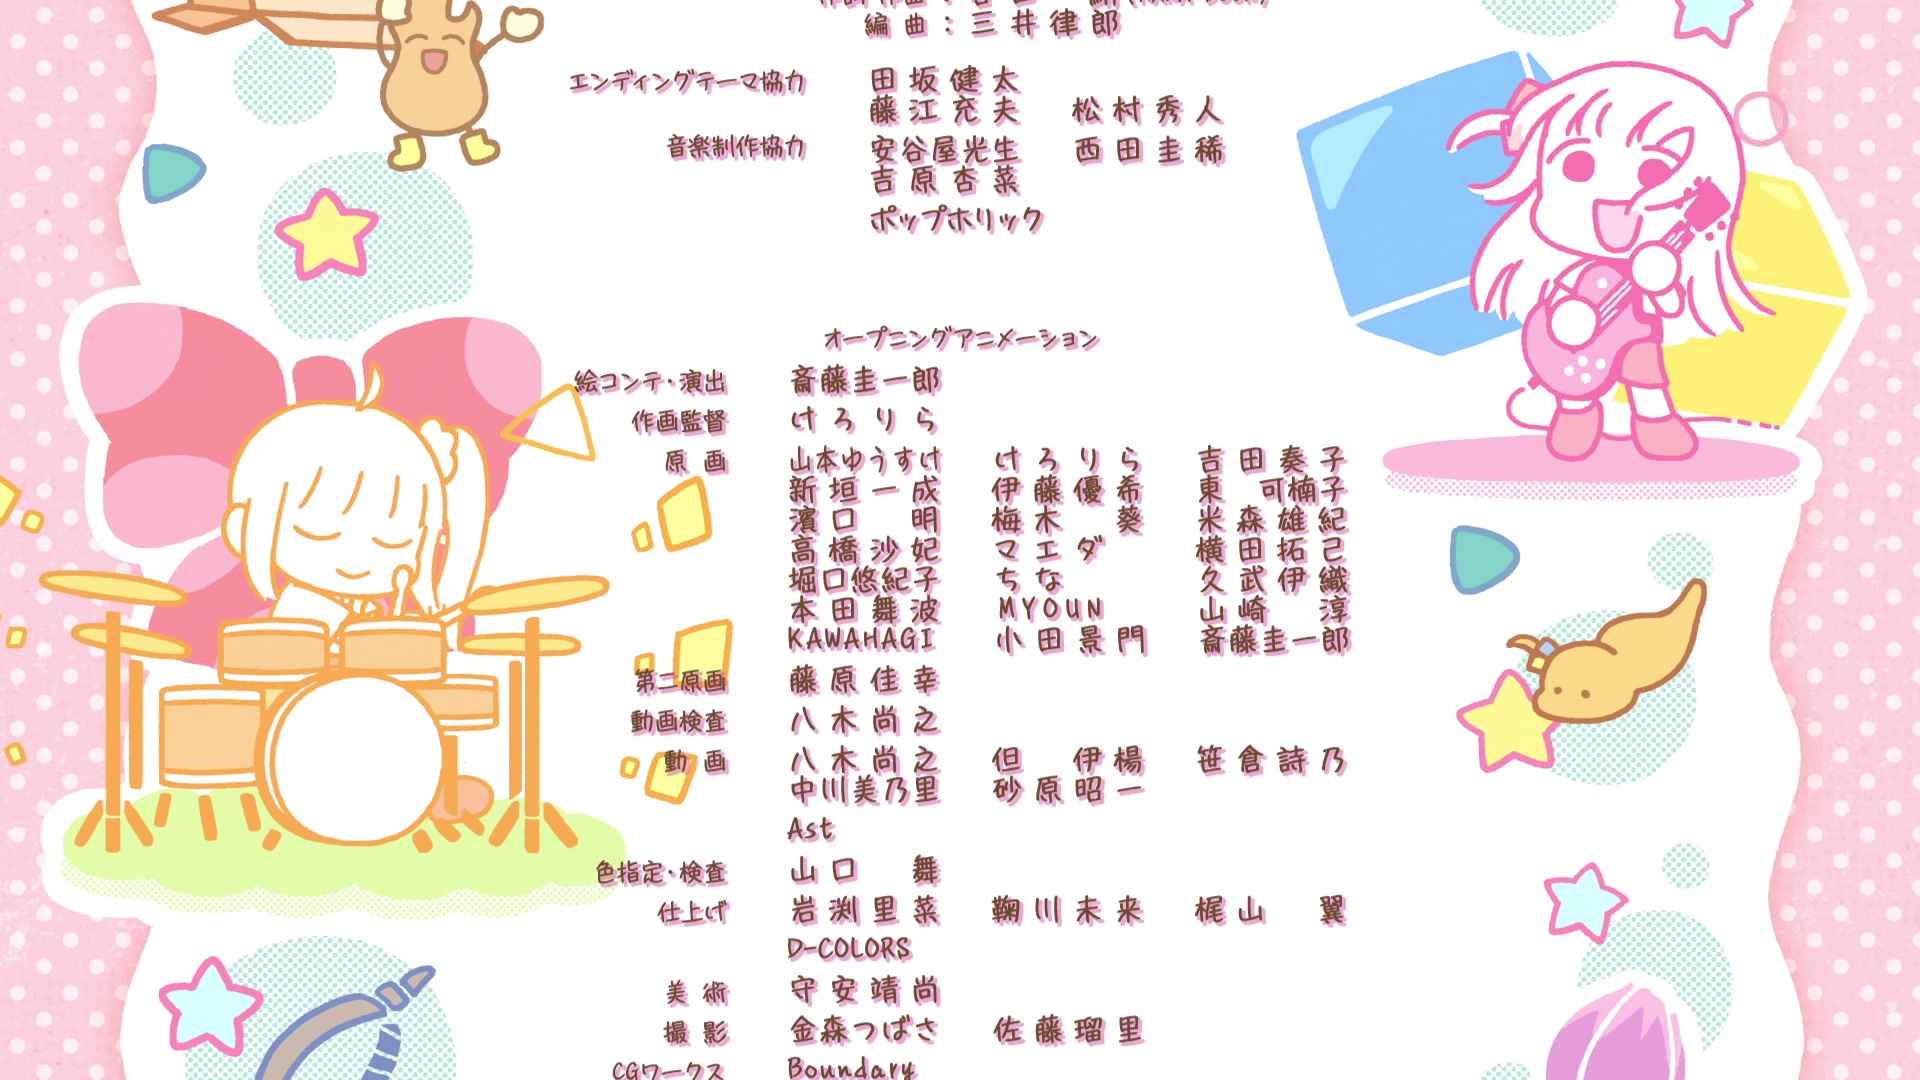 編曲：三井律郎
エンディングテーマ協力 田坂健太
藤江充夫 松村秀人
音楽制作協力 安谷屋光生 西田圭稀
吉原杏菜
ポップホリック
オープニングアニメーション
絵コンテ・演出 斎藤圭一郎
作画監督 けろりら
原画 山本ゆうすけ けろりら 吉田奏子
新垣一成 伊藤優希 東 可楠子
濱口 明 梅木 葵 米森雄紀
高橋沙妃 マエダ 横田拓己
堀口悠紀子 ちな 久武伊織
本田舞波 MYOUN 山崎 淳
KAWAHAGI 小田景門 斎藤圭一郎
第二原画 藤原佳幸
動画検査 八木尚之
動画 八木尚之 但 伊楊 笹倉詩乃
中川美乃里 砂原昭一
Ast
色指定・検査 山口 舞
仕上げ 岩渕里菜 鞠川未来 梶山 翼
D-COLORS
美術 守安靖尚
撮影 金森つばさ 佐藤瑠里
CGワークス Boundary